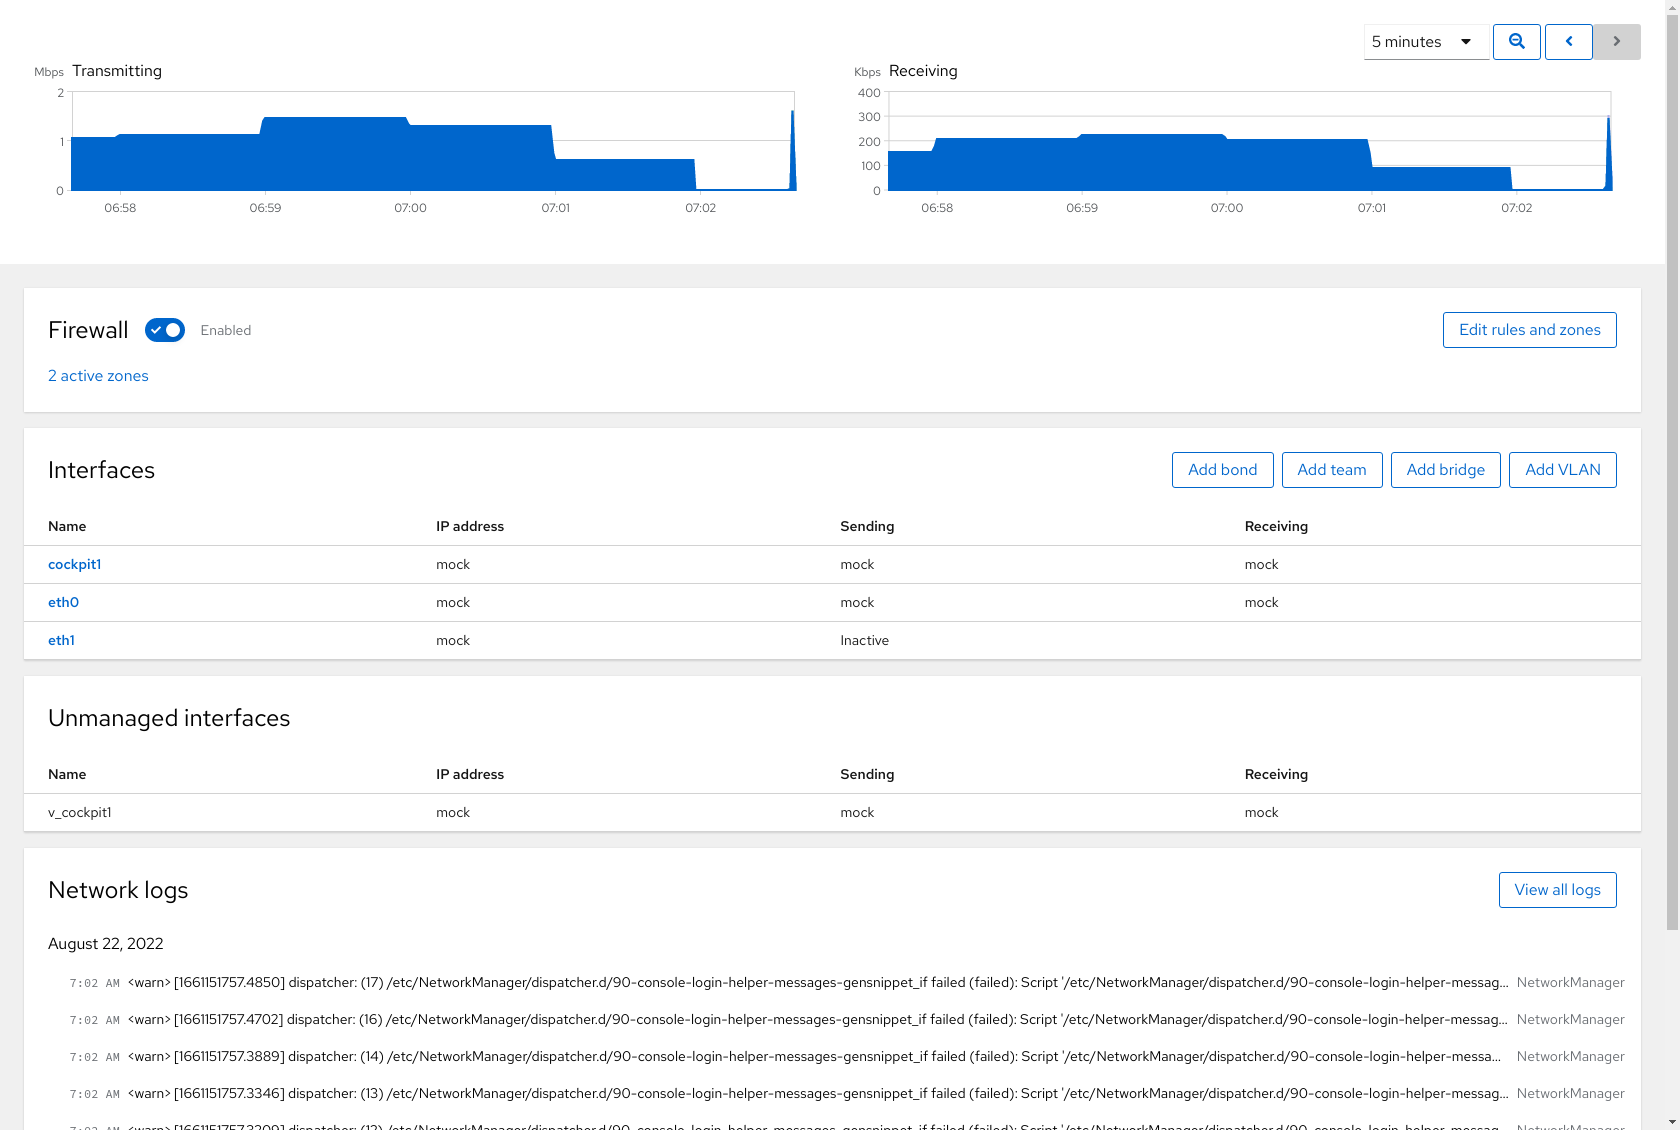 5 minutes
Mbps Transmitting
2
1
0
06:58 06:59 07:00 07:01 07:02
Kbps Receiving
400
300
200
100
0
06:58 06:59 07:00 07:01 07:02
Firewall Enabled
Edit rules and zones
2 active zones
Interfaces
Add bond Add team Add bridge Add VLAN
Name IP address Sending Receiving
cockpit1 mock mock mock
eth0 mock mock mock
eth1 mock Inactive
Unmanaged interfaces
Name IP address Sending Receiving
v_cockpit1 mock mock mock
Network logs
View all logs
August 22, 2022
7:02 AM <warn> [1661151757.4850] dispatcher: (17) /etc/NetworkManager/dispatcher.d/90-console-login-helper-messages-gensnippet_if failed (failed): Script '/etc/NetworkManager/dispatcher.d/90-console-login-helper-messag... NetworkManager
7:02 AM <warn> [1661151757.4702] dispatcher: (16) /etc/NetworkManager/dispatcher.d/90-console-login-helper-messages-gensnippet_if failed (failed): Script '/etc/NetworkManager/dispatcher.d/90-console-login-helper-messag... NetworkManager
7:02 AM <warn> [1661151757.3889] dispatcher: (14) /etc/NetworkManager/dispatcher.d/90-console-login-helper-messages-gensnippet_if failed (failed): Script '/etc/NetworkManager/dispatcher.d/90-console-login-helper-messa... NetworkManager
7:02 AM <warn> [1661151757.3346] dispatcher: (13) /etc/NetworkManager/dispatcher.d/90-console-login-helper-messages-gensnippet_if failed (failed): Script '/etc/NetworkManager/dispatcher.d/90-console-login-helper-messag... NetworkManager